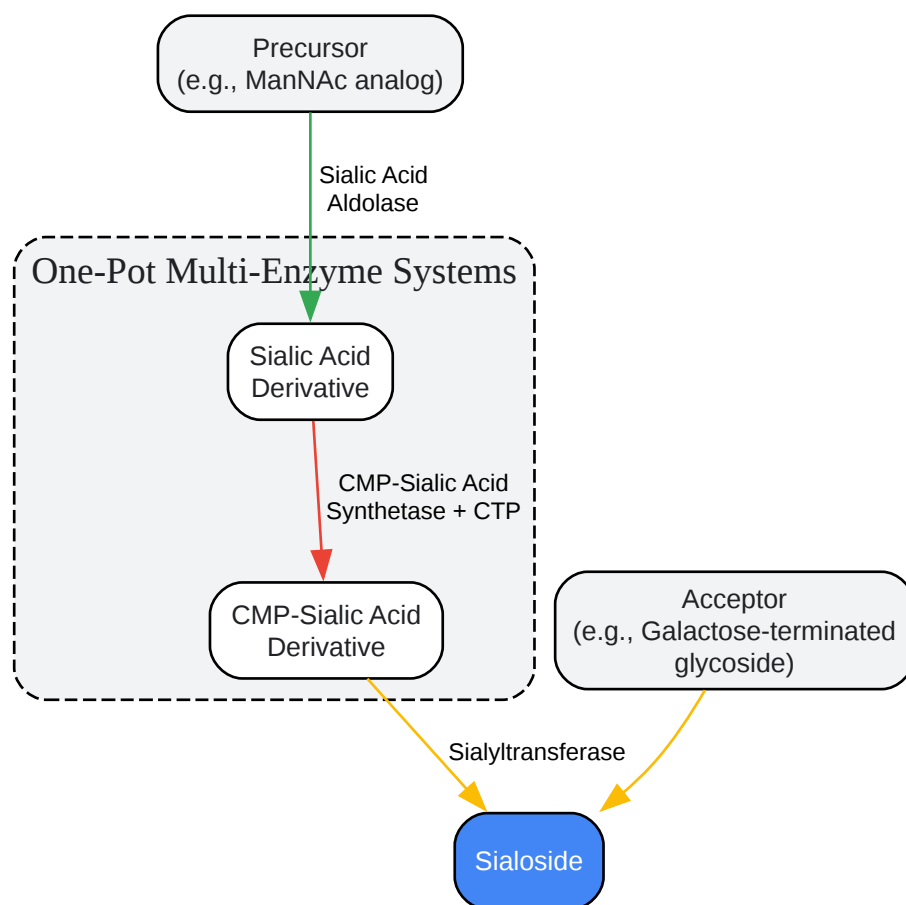 Precursor
(e.g., ManNAc analog)
Sialic Acid
Aldolase
One-Pot Multi-Enzyme Systems
Sialic Acid
Derivative
CMP-Sialic Acid
Synthetase + CTP
CMP-Sialic Acid
Derivative
Acceptor
(e.g., Galactose-terminated
glycoside)
Sialyltransferase
Sialoside